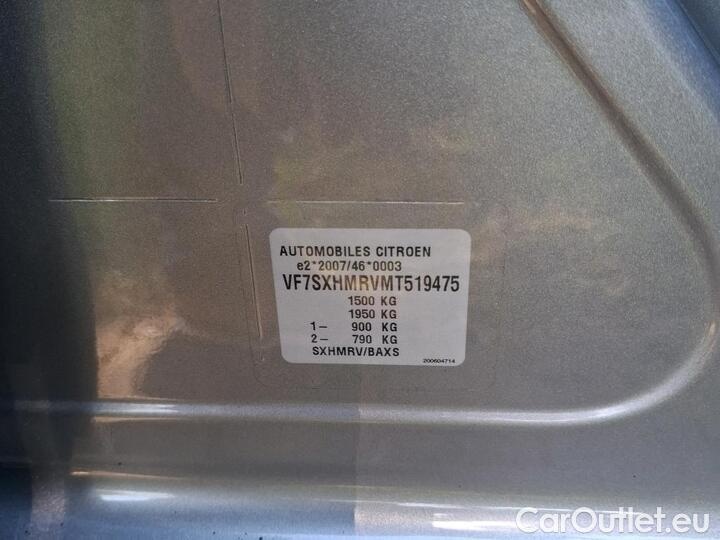 AUTOMOBILES CITROEN
e2*2007/46*0003
VF7SXHMRVMT519475
1500 KG
1950 KG
1- 900 KG
2- 790 KG
SXHMRV/BAXS
200604714
CarOutlet.eu